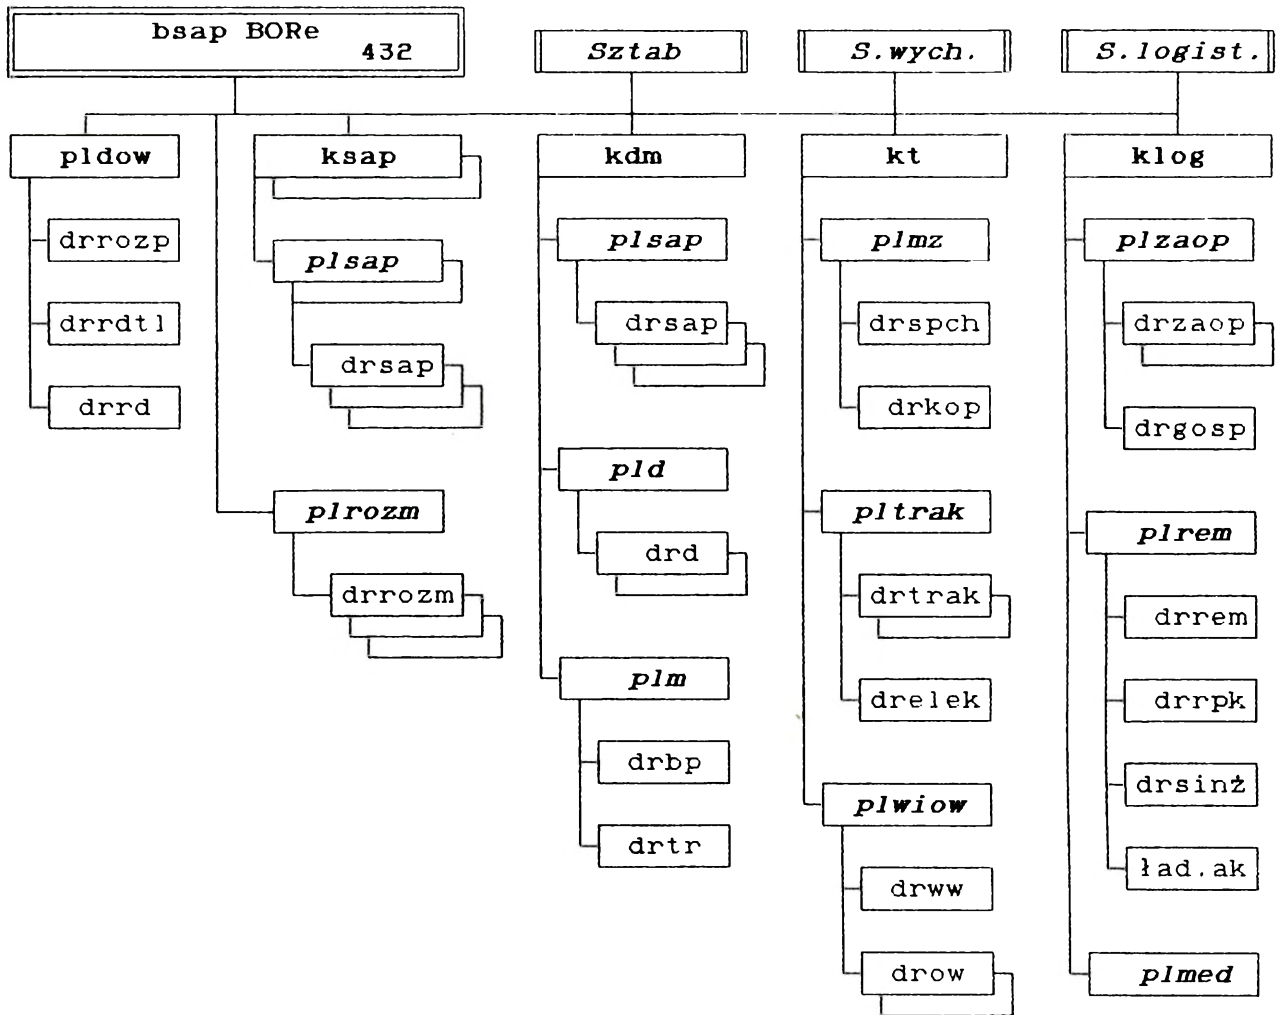 bsap BORe
432
Sztab
S.wych.
S.logist.
pldow
drrozp
drrdtl
drrd
ksap
plsap
drsap
plrozm
drrozm
kdm
plsap
drsap
pld
drd
plm
drbp
drtr
kt
plmz
drspch
drkop
pltrak
drtrak
drelek
plwiow
drww
drow
klog
plzaop
drzaop
drgosp
plrem
drrem
drrpk
drsinż
ład.ak
plmed